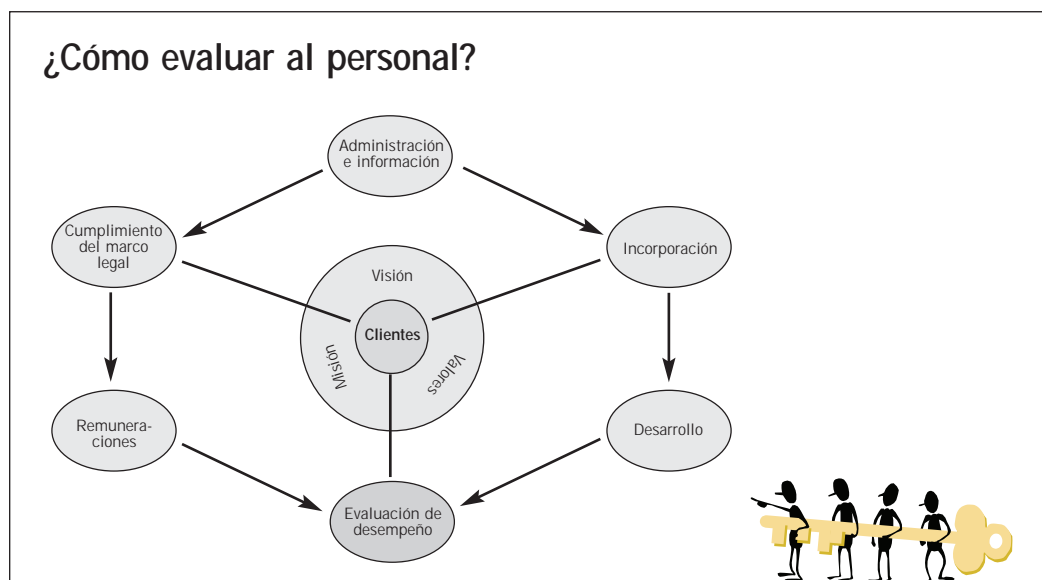 ¿Cómo evaluar al personal?
Administración
e información
Cumplimiento
del marco
legal
Incorporación
Visión
Clientes
Misión
Valores
Remunera-
ciones
Desarrollo
Evaluación de
desempeño